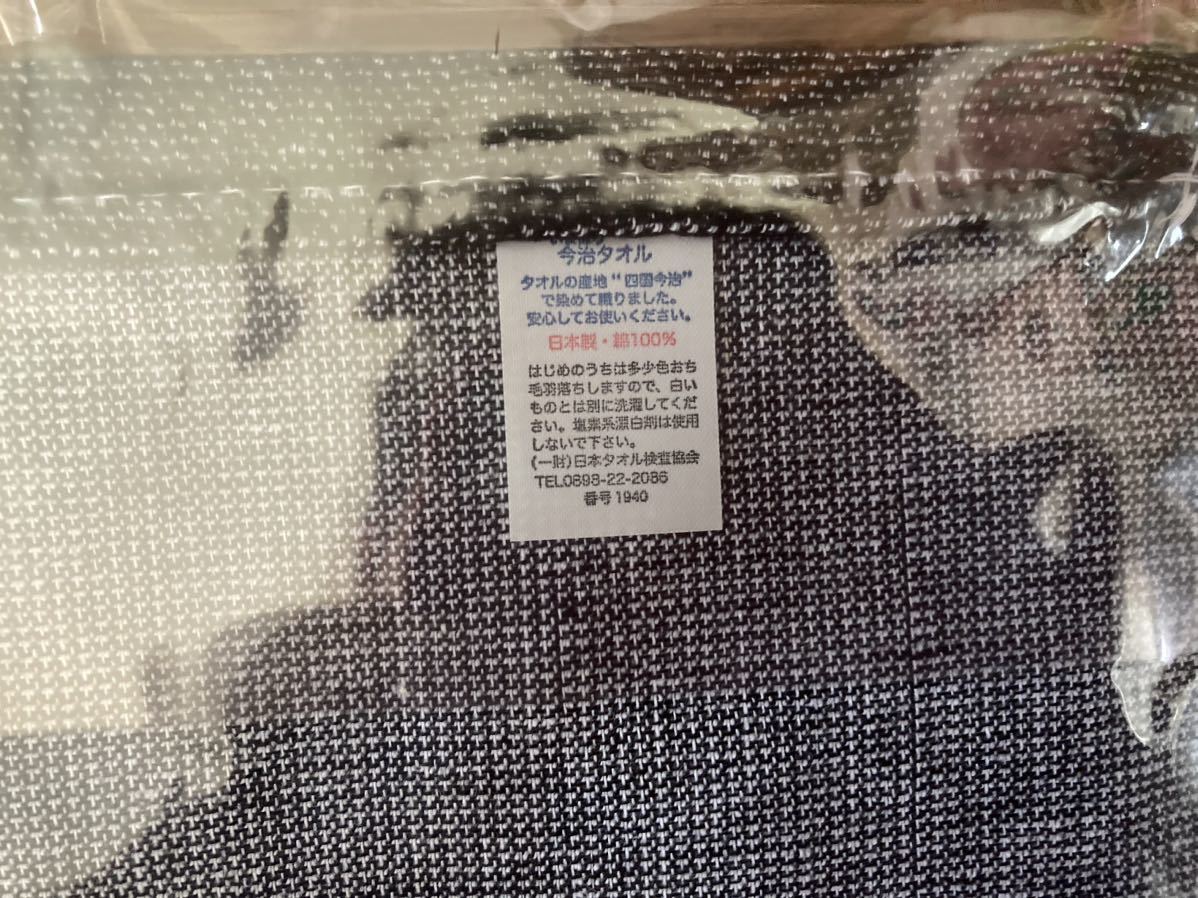 今治タオル
タオルの産地“四国今治”
で染めて織りました。
安心してお使いください。
日本製・綿100%
はじめのうちは多少色おち
毛羽落ちしますので、白い
ものとは別に洗濯してくだ
さい。塩素系漂白剤は使用
しないで下さい。
(一財)日本タオル検査協会
TEL0898-22-2086
番号1940